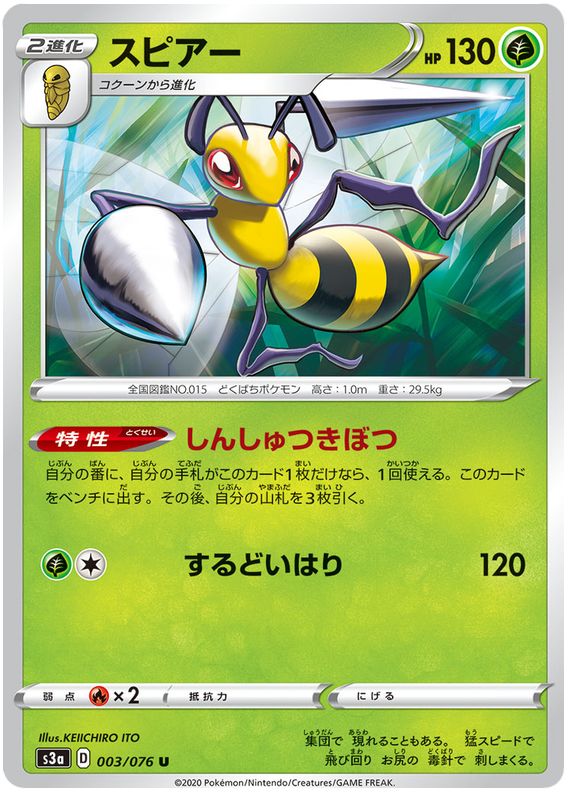 2進化 スピアー HP 130
コクーンから進化
全国図鑑NO.015 どくばちポケモン 高さ：1.0m 重さ：29.5kg
特性 とくせい しんしゅつきぼつ
自分の番に、自分の手札がこのカード1枚だけなら、1回使える。このカード
をベンチに出す。その後、自分の山札を3枚引く。
するどいはり 120
弱点 ×2 抵抗力 にげる
Illus.KEIICHIRO ITO
集団で 現れることもある。 猛スピードで
飛び回り お尻の 毒針で 刺しまくる。
s3a D 003/076 U
©2020 Pokémon/Nintendo/Creatures/GAME FREAK.